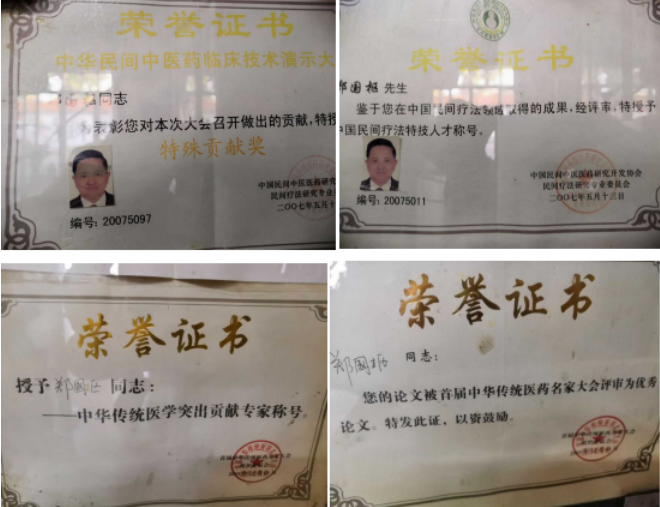 荣誉证书
中华民间中医药临床技术演示大
同志
表彰您对本次大会召开做出的贡献,特授
特殊贡献奖
中国民间中医医药研究
民间疗法研究专业委
二00七年五月十
编号: 20075097
荣誉证书
郑国枢 先生
鉴于您在中国民间疗法领域取得的成果,经评审,特授予
中国民间疗法特技人才称号。
中国民间中医医药研究开发协会
民间疗法研究专业委员会
二00七年五月十三日
编号: 20075011
荣誉证书
授予 郑国 同志:
——中华传统医学突出贡献专家称号。
荣誉证书
郑国 同志:
您的论文被首届中华传统医药名家大会评审为优秀
论文。特发此证,以资鼓励。